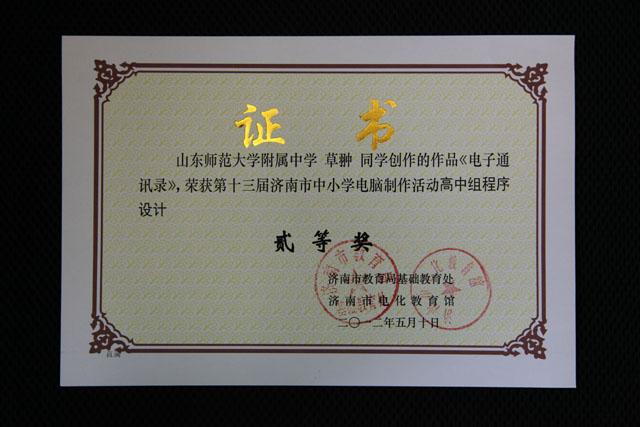 证 书
山东师范大学附属中学 草翀 同学创作的作品《电子通
讯录》,荣获第十三届济南市中小学电脑制作活动高中组程序
设计
贰等奖
济南市教育局基础教育处
济南市电化教育馆
二〇一二年五月十日